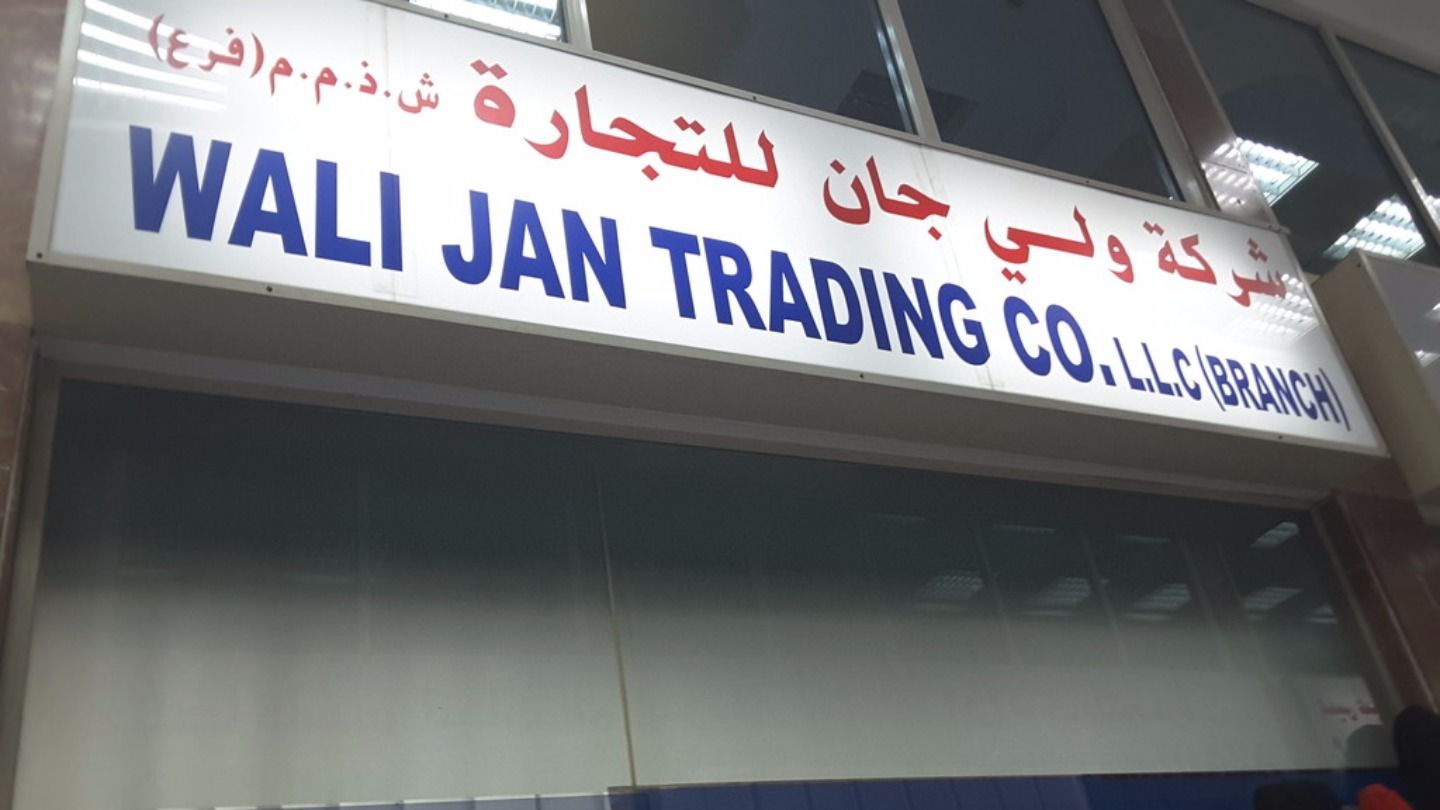 شركة ولي جان للتجارة ش.ذ.م.م(فرع)
WALI JAN TRADING CO. L.L.C (BRANCH)